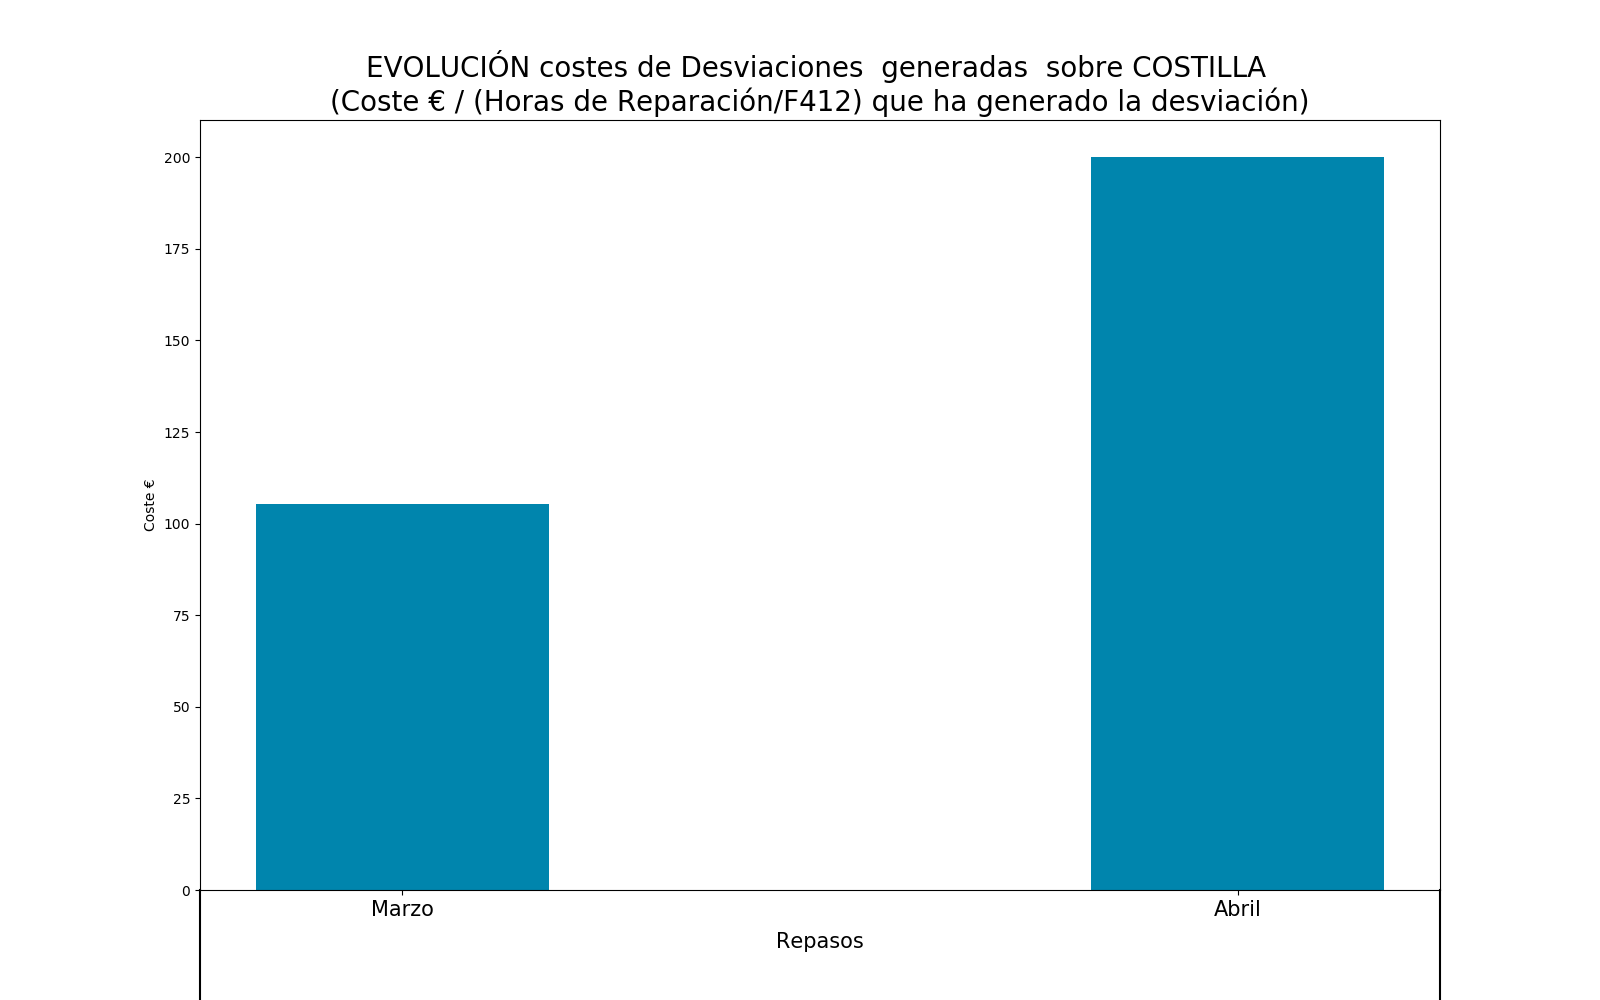 EVOLUCIÓN costes de Desviaciones  generadas  sobre COSTILLA
(Coste € / (Horas de Reparación/F412) que ha generado la desviación)
200
175
150
125
100
75
50
25
0
Coste €
Marzo
Abril
Repasos